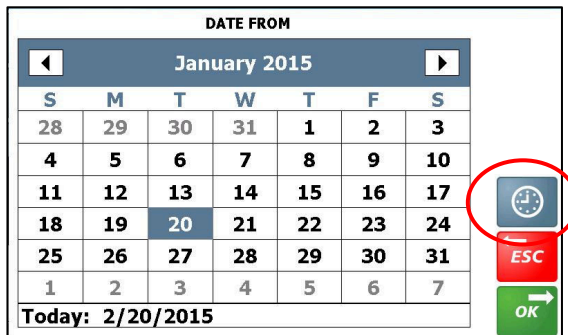 DATE FROM
January 2015
S M T W T F S
28 29 30 31 1 2 3
4 5 6 7 8 9 10
11 12 13 14 15 16 17
18 19 20 21 22 23 24
25 26 27 28 29 30 31
1 2 3 4 5 6 7
Today: 2/20/2015
ESC
OK